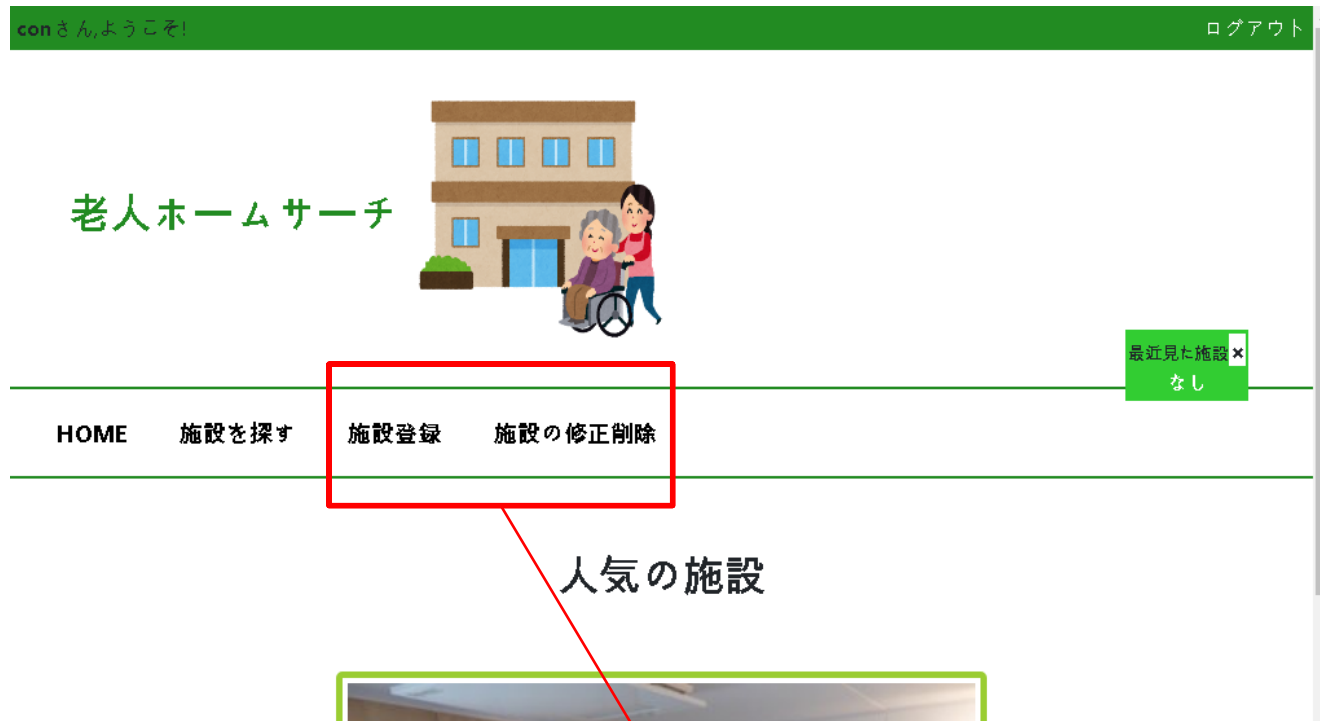 conさん,ようこそ!
ログアウト
老人ホームサーチ
最近見た施設×
なし
HOME 施設を探す 施設登録 施設の修正削除
人気の施設